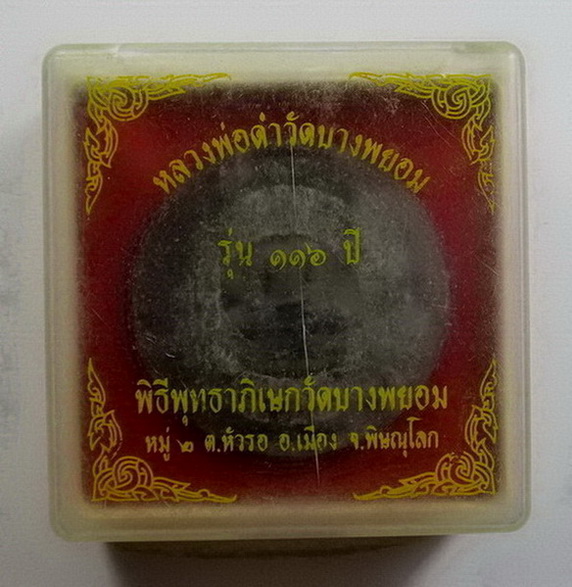 หลวงพ่อดำวัดบางพยอม
รุ่น ๑๑๖ ปี
พิธีพุทธาภิเษกวัดบางพยอม
หมู่ ๒ ต.หัวรอ อ.เมือง จ.พิษณุโลก